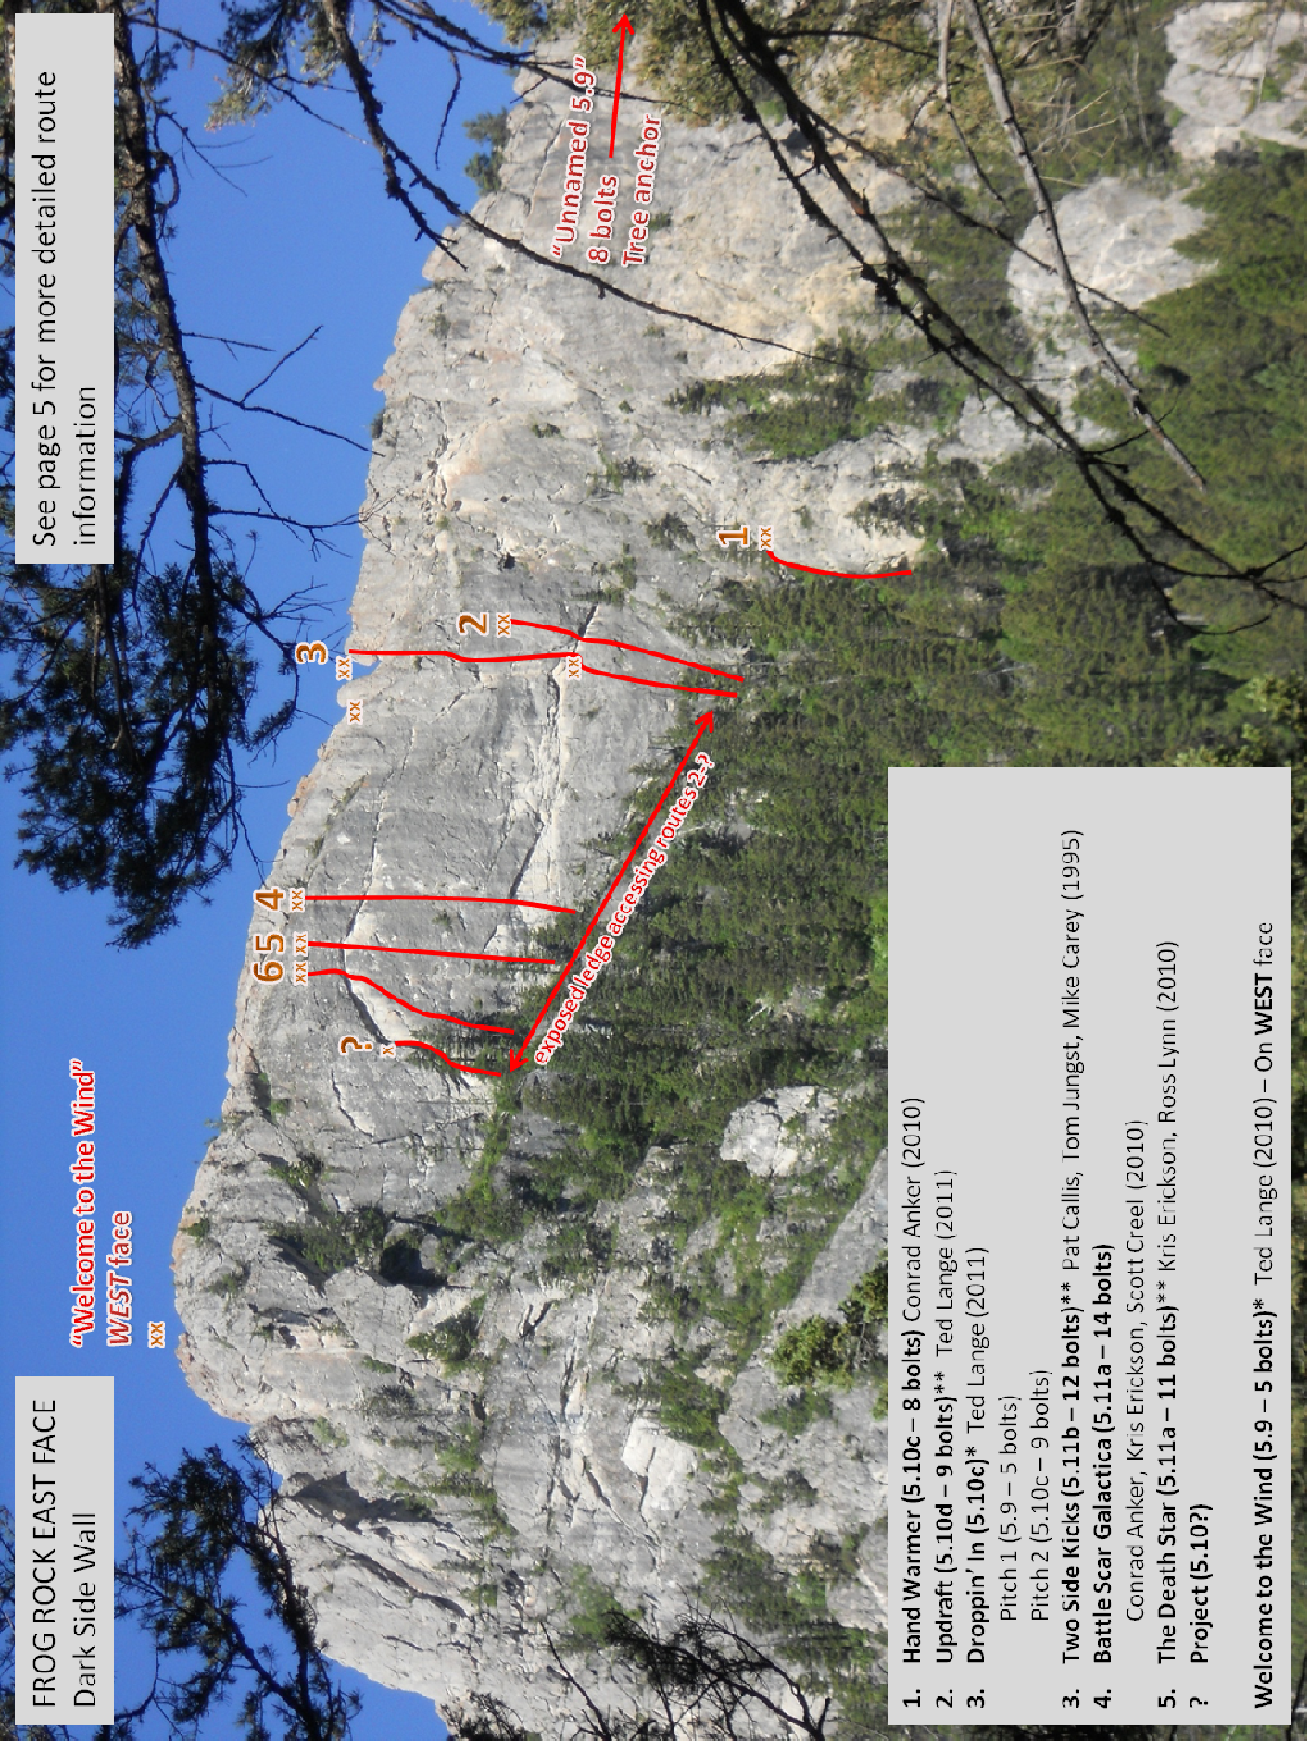 FROG ROCK EAST FACE
Dark Side Wall
See page 5 for more detailed route
information
“Welcome to the Wind”
WEST face
xx
6 5 4
xx xx xx
3
xx
xx
?
x
2
xx
xx
“Unnamed 5.9”
8 bolts
Tree anchor
exposed ledge accessing routes 2-?
1
xx
1. Hand Warmer (5.10c – 8 bolts) Conrad Anker (2010)
2. Updraft (5.10d – 9 bolts)** Ted Lange (2011)
3. Droppin’ In (5.10c)* Ted Lange (2011)
Pitch 1 (5.9 – 5 bolts)
Pitch 2 (5.10c – 9 bolts)
3. Two Side Kicks (5.11b – 12 bolts)** Pat Callis, Tom Jungst, Mike Carey (1995)
4. Battle Scar Galactica (5.11a – 14 bolts)
Conrad Anker, Kris Erickson, Scott Creel (2010)
5. The Death Star (5.11a – 11 bolts)** Kris Erickson, Ross Lynn (2010)
? Project (5.10?)
Welcome to the Wind (5.9 – 5 bolts)* Ted Lange (2010) – On WEST face